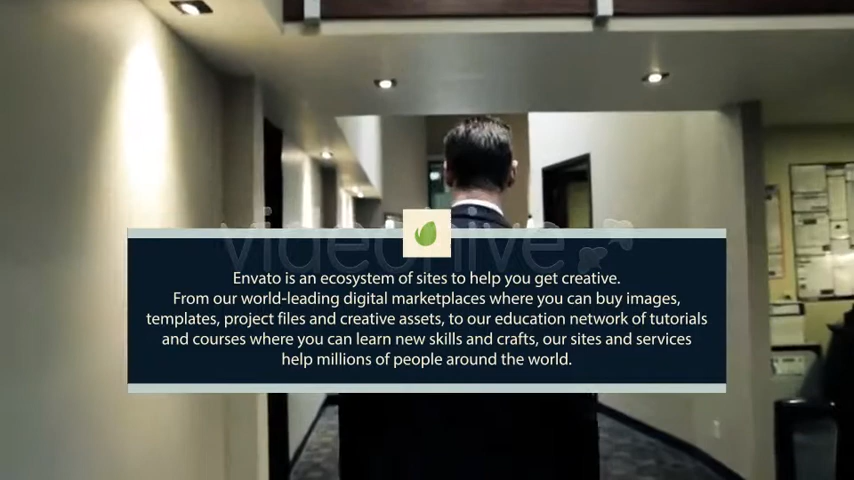 videohive
Envato is an ecosystem of sites to help you get creative.
From our world-leading digital marketplaces where you can buy images,
templates, project files and creative assets, to our education network of tutorials
and courses where you can learn new skills and crafts, our sites and services
help millions of people around the world.